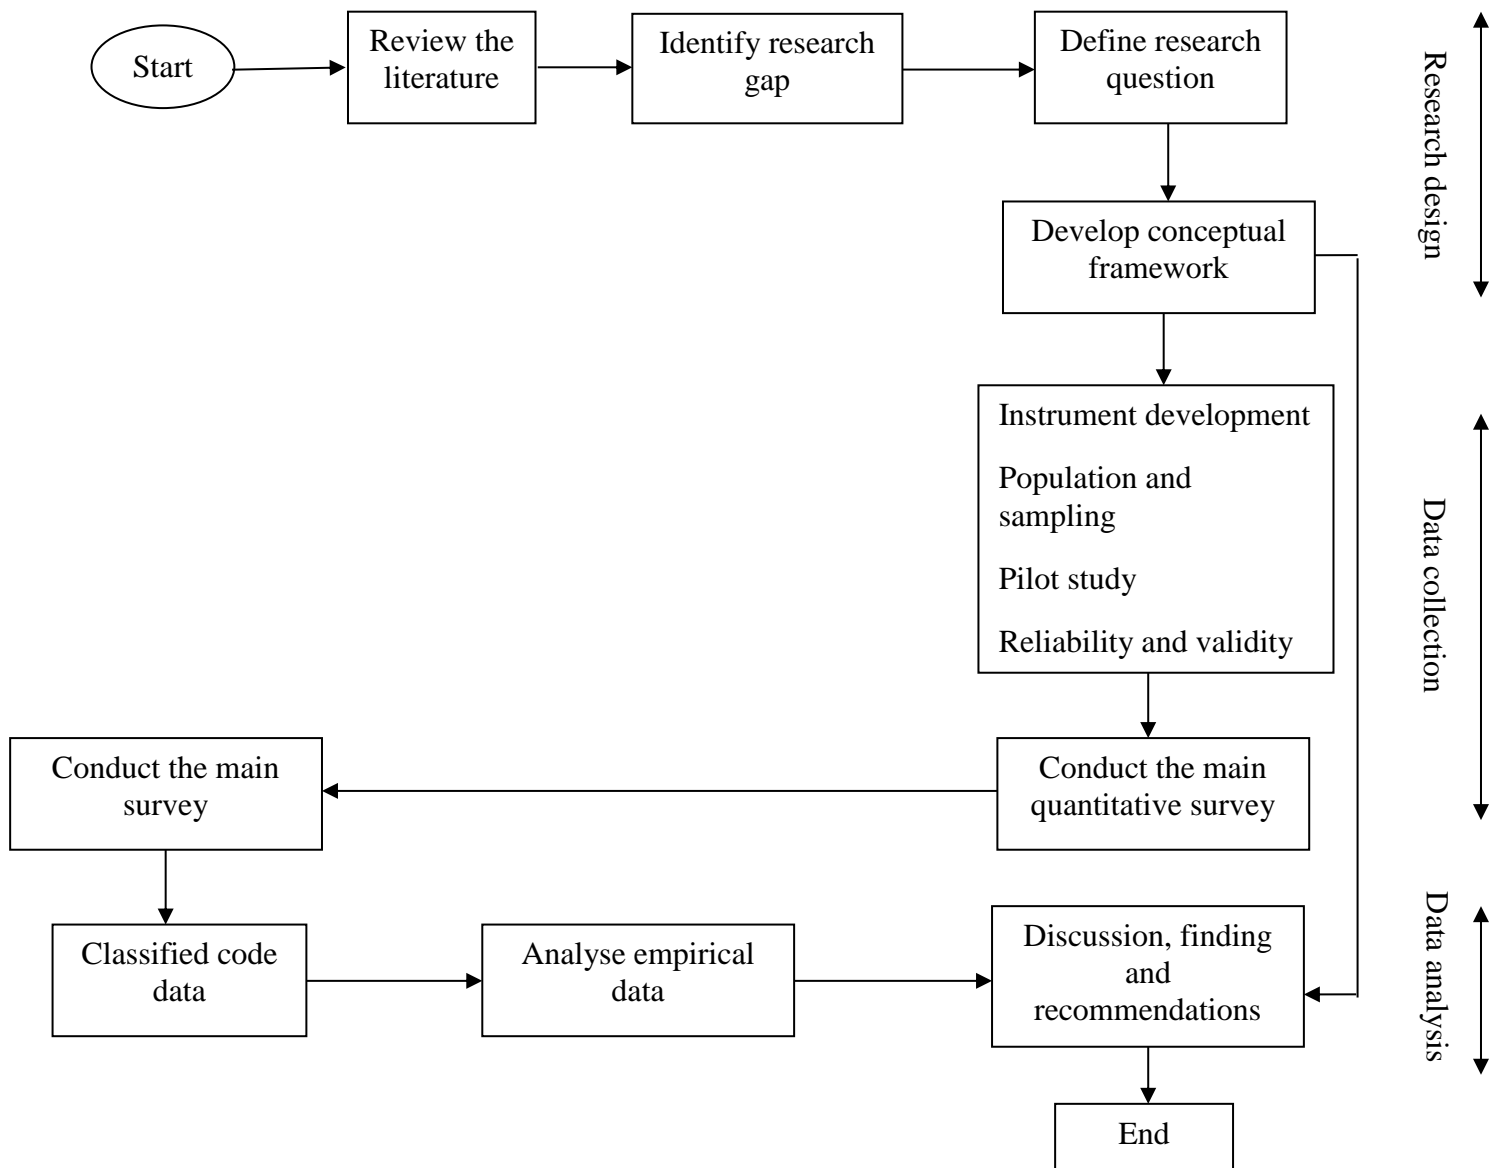 Start
Review the
literature
Identify research
gap
Define research
question
Research design
Develop conceptual
framework
Instrument development
Population and
sampling
Pilot study
Reliability and validity
Data collection
Conduct the main
survey
Conduct the main
quantitative survey
Classified code
data
Analyse empirical
data
Discussion, finding
and
recommendations
Data analysis
End